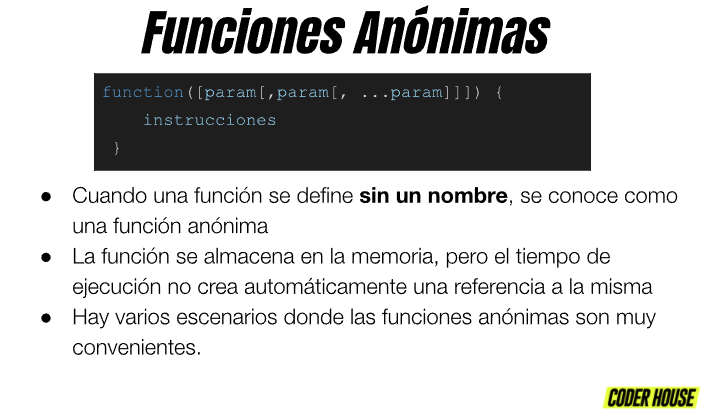 Funciones Anónimas
function([param[,param[, ...param]]]) {
instrucciones
}
● Cuando una función se define sin un nombre, se conoce como
una función anónima
● La función se almacena en la memoria, pero el tiempo de
ejecución no crea automáticamente una referencia a la misma
● Hay varios escenarios donde las funciones anónimas son muy
convenientes.
CODER HOUSE